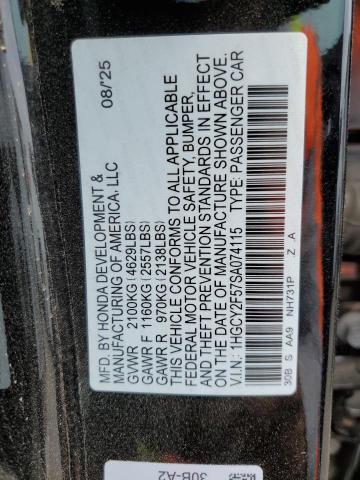 MFD. BY HONDA DEVELOPMENT & 08/'25
MANUFACTURING OF AMERICA, LLC
GVWR 2100KG (4629LBS)
GAWR F 1160KG (2557LBS)
GAWR R 970KG (2138LBS)
THIS VEHICLE CONFORMS TO ALL APPLICABLE
FEDERAL MOTOR VEHICLE SAFETY, BUMPER,
AND THEFT PREVENTION STANDARDS IN EFFECT
ON THE DATE OF MANUFACTURE SHOWN ABOVE.
V.I.N.: 1HGCY2F57SA074115 TYPE: PASSENGER CAR
30B S AA9 NH731P Z A
30B-A2